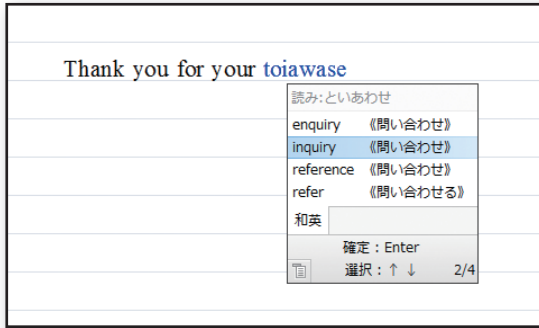 Thank you for your toiawase
読み:といあわせ
enquiry 《問い合わせ》
inquiry 《問い合わせ》
reference 《問い合わせ》
refer 《問い合わせる》
和英
確定：Enter
選択：↑ ↓ 2/4